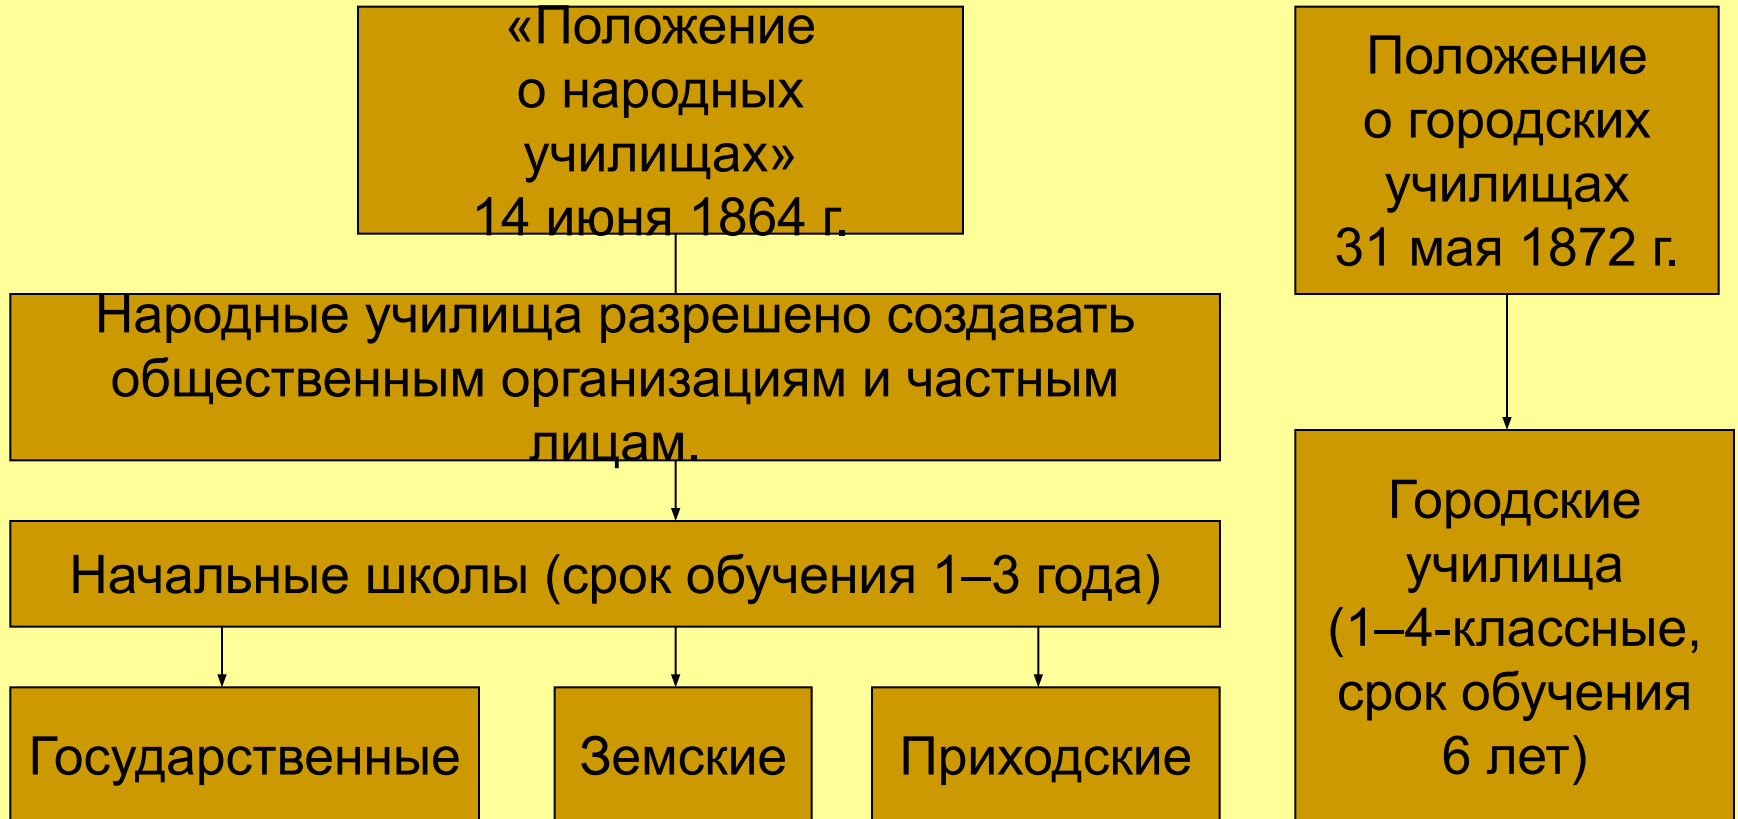 «Положение
о народных
училищах»
14 июня 1864 г.
Народные училища разрешено создавать
общественным организациям и частным
лицам.
Начальные школы (срок обучения 1–3 года)
Государственные
Земские
Приходские
Положение
о городских
училищах
31 мая 1872 г.
Городские
училища
(1–4-классные,
срок обучения
6 лет)